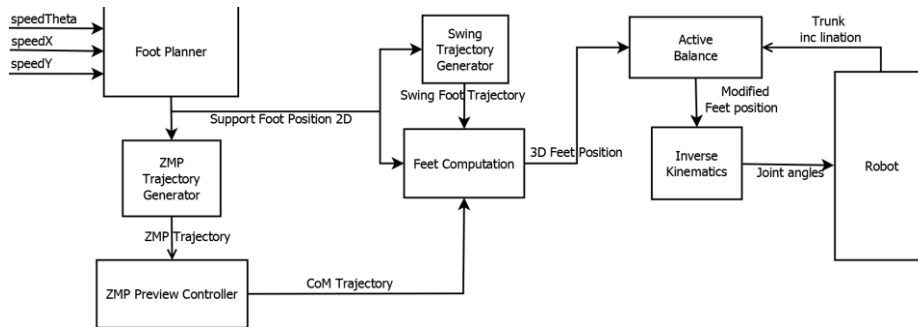 speedTheta
speedX
speedY
Foot Planner
Support Foot Position 2D
ZMP
Trajectory
Generator
ZMP Trajectory
ZMP Preview Controller
CoM Trajectory
Swing
Trajectory
Generator
Swing Foot Trajectory
Feet Computation
3D Feet Position
Active
Balance
Trunk
inc lination
Modified
Feet position
Inverse
Kinematics
Joint angles
Robot